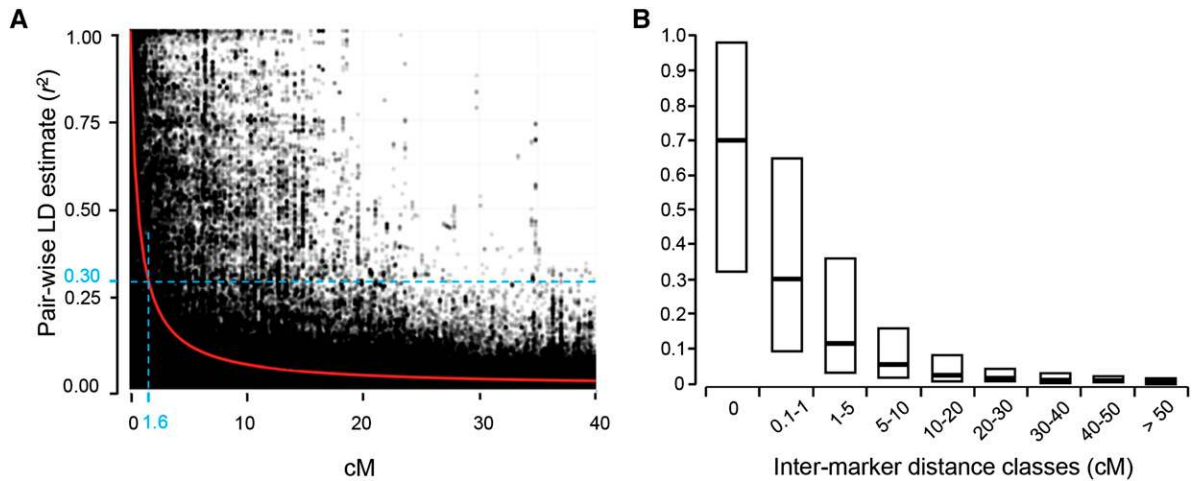 A
Pair-wise LD estimate (r²)
1.00
0.75
0.50
0.30
0.25
0.00
0 1.6 10 20 30 40
cM
B
1.0
0.9
0.8
0.7
0.6
0.5
0.4
0.3
0.2
0.1
0
0 0.1-1 1-5 5-10 10-20 20-30 30-40 40-50 > 50
Inter-marker distance classes (cM)